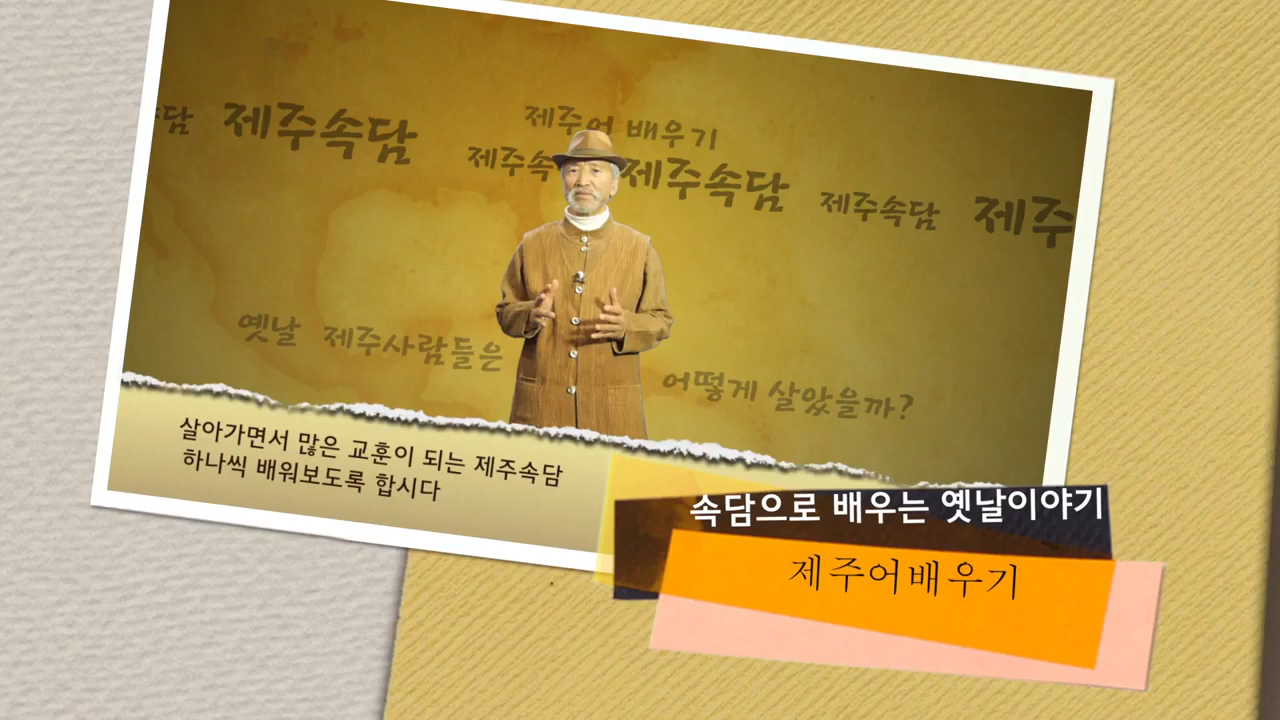 담 제주속담
제주어 배우기
제주속
제주속담
제주속담
제주
옛날 제주사람들은
어떻게 살았을까?
살아가면서 많은 교훈이 되는 제주속담
하나씩 배워보도록 합시다
속담으로 배우는 옛날이야기
제주어배우기